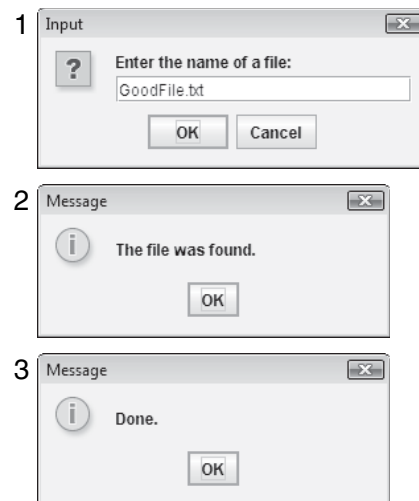 1
Input
?
Enter the name of a file:
GoodFile.txt
OK Cancel
2
Message
i
The file was found.
OK
3
Message
i
Done.
OK